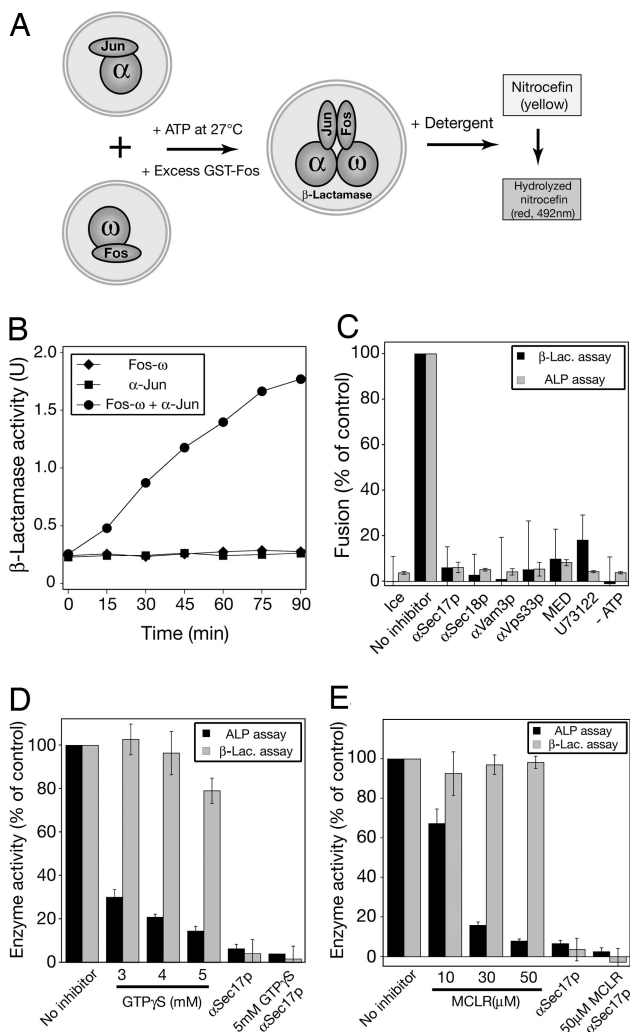 A
Jun
α
+
ω
Fos
+ ATP at 27°C
+ Excess GST-Fos
Jun
Fos
α
ω
β-Lactamase
+ Detergent
Nitrocefin
(yellow)
Hydrolyzed
nitrocefin
(red, 492nm)
B
β-Lactamase activity (U)
2.0
1.5
1.0
0.5
0
Fos-ω
α-Jun
Fos-ω + α-Jun
0 15 30 45 60 75 90
Time (min)
C
Fusion (% of control)
100
80
60
40
20
0
β-Lac. assay
ALP assay
Ice
No inhibitor
αSec17p
αSec18p
αVam3p
αVps33p
MED
U73122
- ATP
D
Enzyme activity (% of control)
100
80
60
40
20
0
ALP assay
β-Lac. assay
No inhibitor
3 4 5
GTPγS (mM)
αSec17p
5mM GTPγS
αSec17p
E
Enzyme activity (% of control)
100
80
60
40
20
0
ALP assay
β-Lac. assay
No inhibitor
10 30 50
MCLR(μM)
αSec17p
50μM MCLR
αSec17p